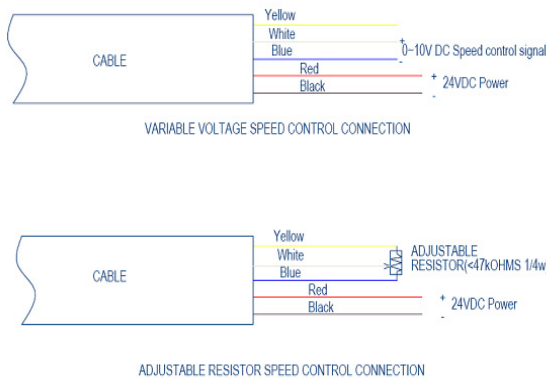 Yellow
White
Blue
+
0~10V DC Speed control signal
-
CABLE
Red
Black
+
24VDC Power
-
VARIABLE VOLTAGE SPEED CONTROL CONNECTION
Yellow
White
Blue
ADJUSTABLE
RESISTOR(<47kOHMS 1/4w
CABLE
Red
Black
+
24VDC Power
-
ADJUSTABLE RESISTOR SPEED CONTROL CONNECTION